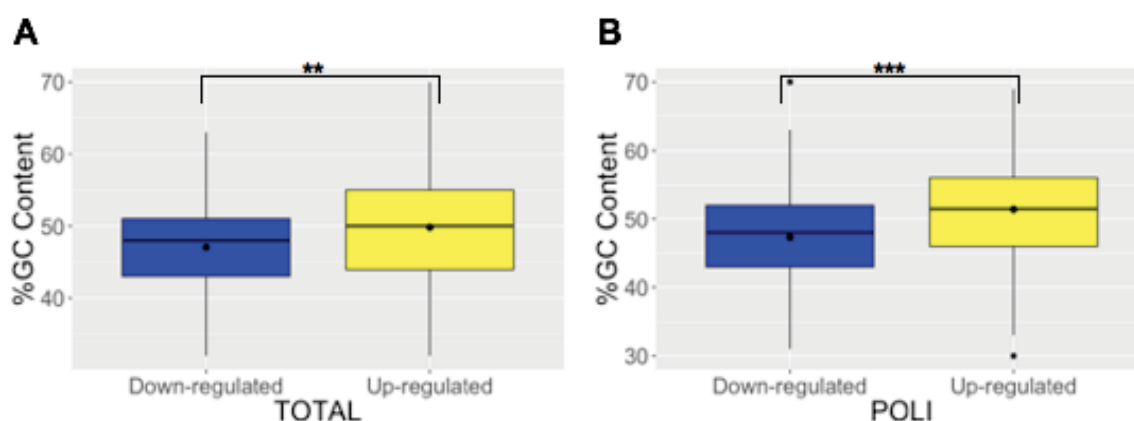 A
**
70
60
50
40
%GC Content
Down-regulated
Up-regulated
TOTAL
B
***
70
60
50
40
30
%GC Content
Down-regulated
Up-regulated
POLI